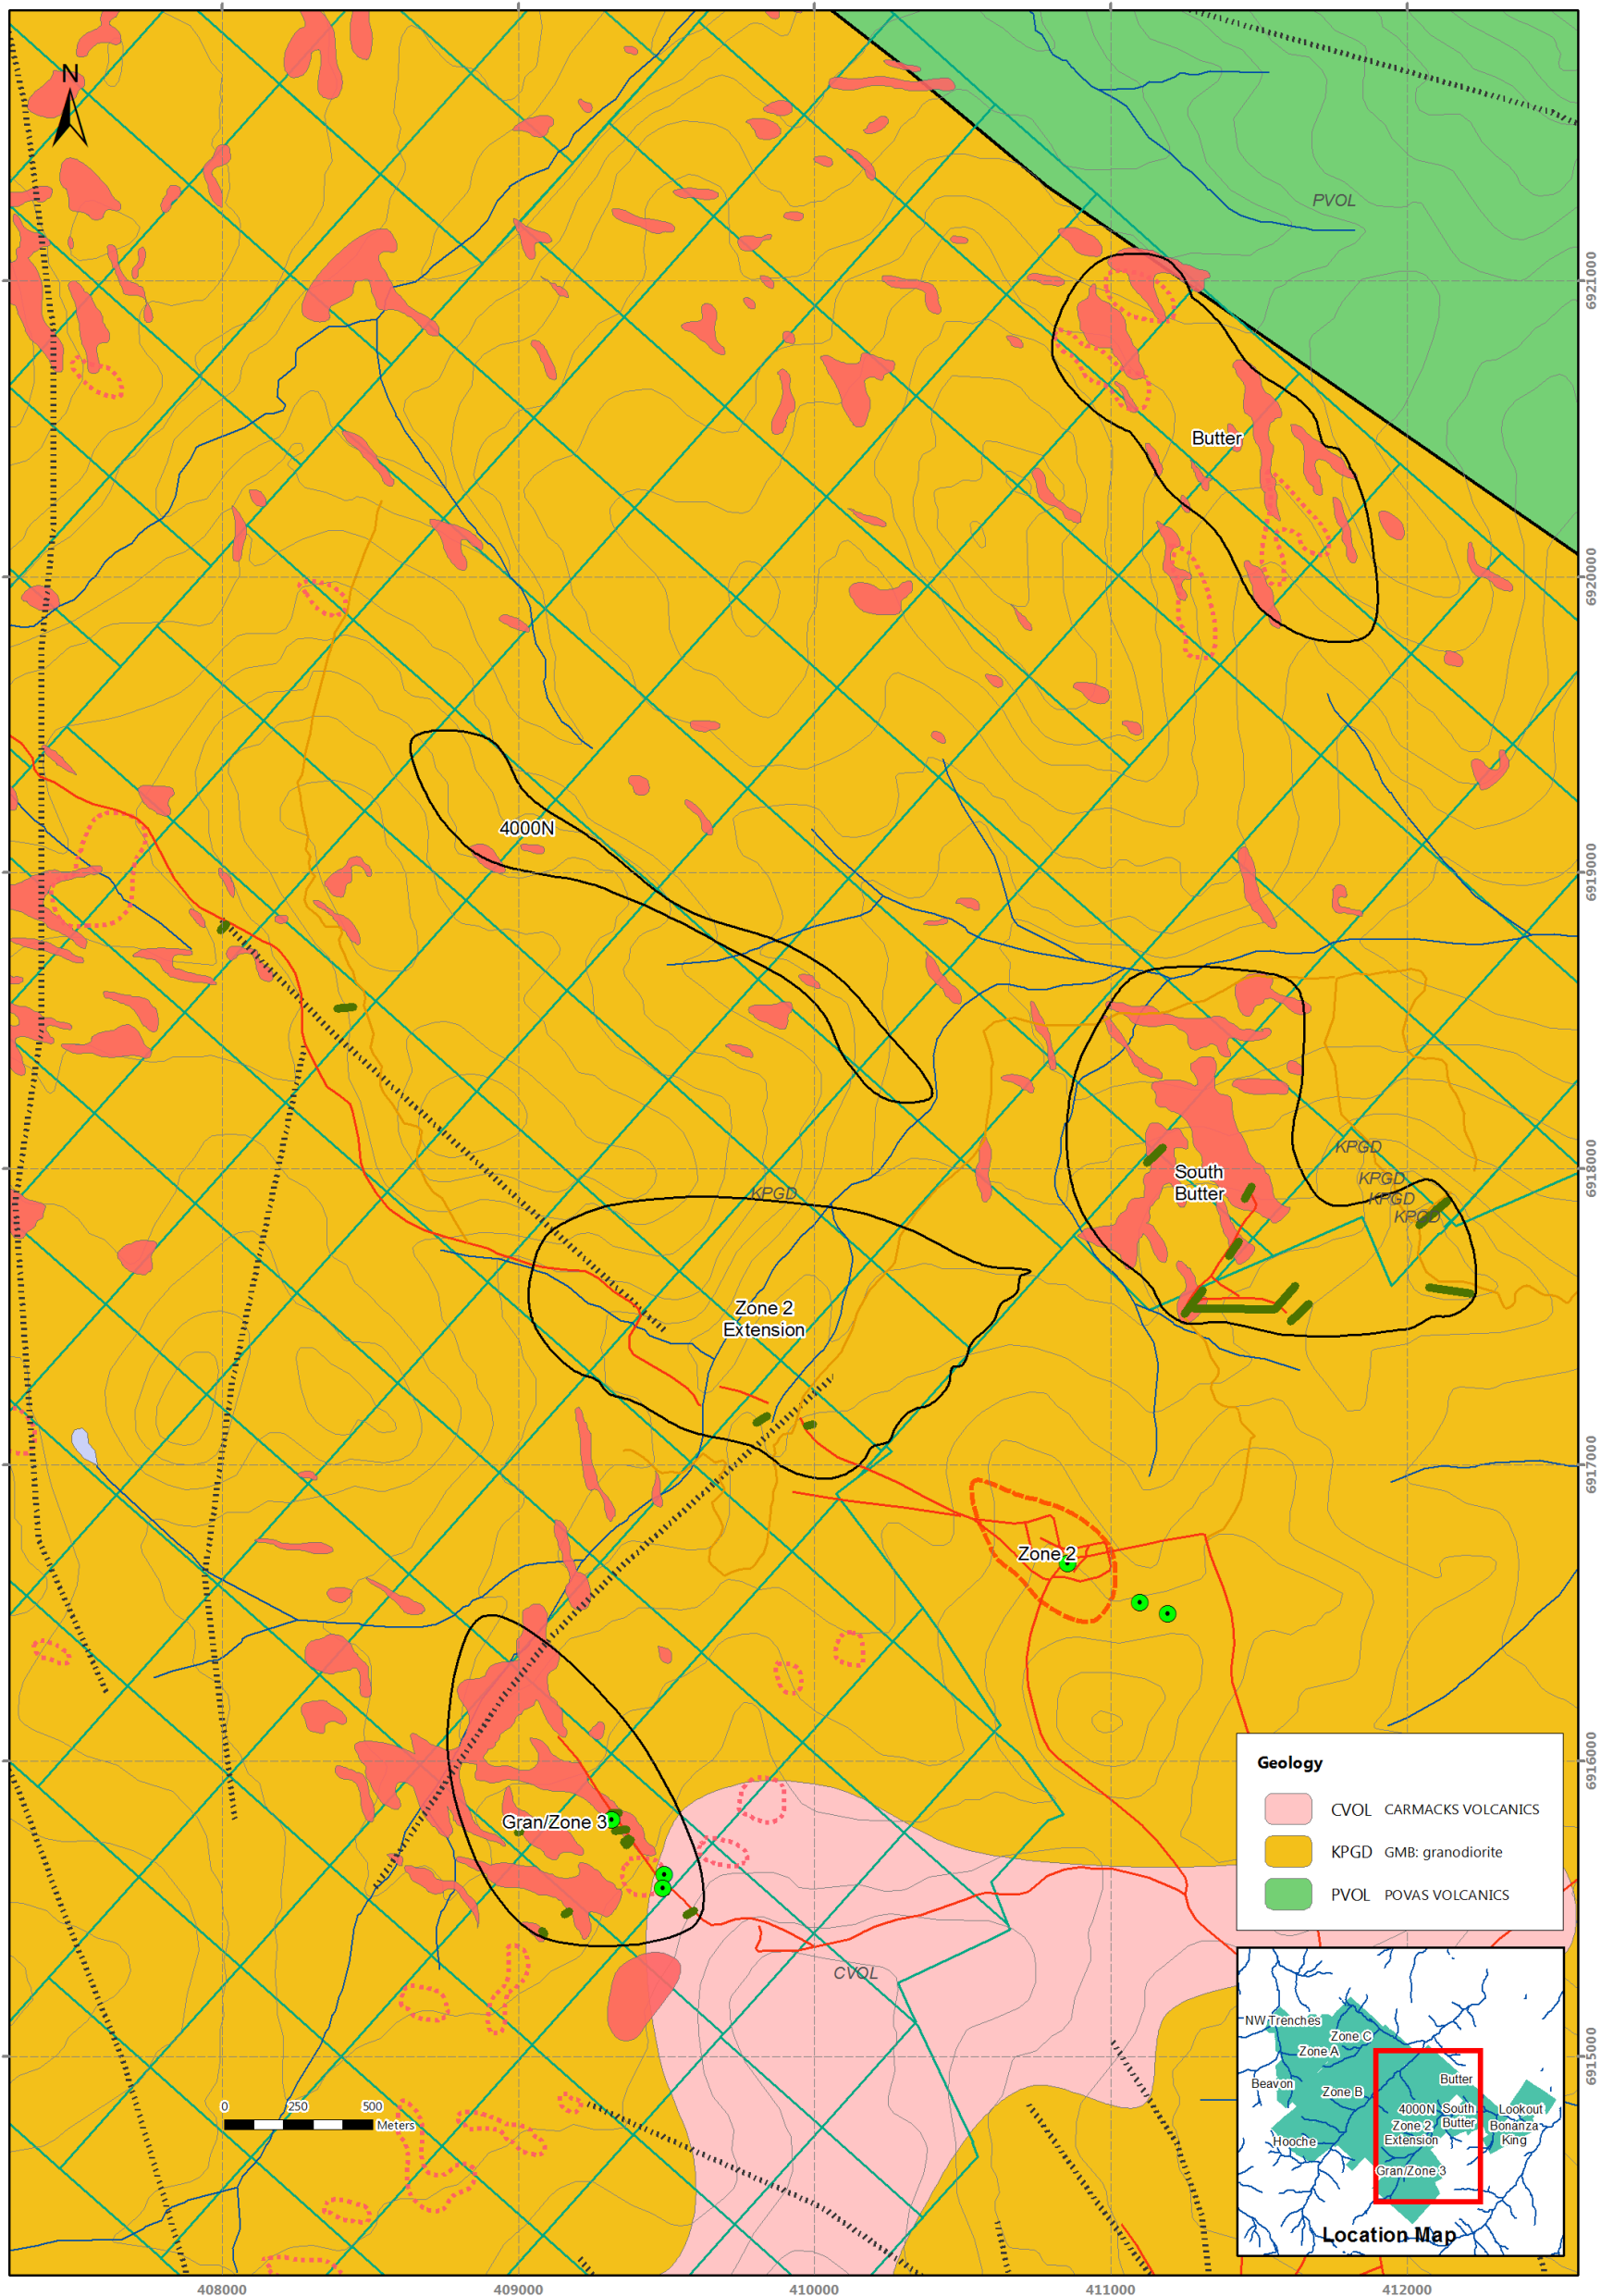 N
PVOL
6921000
Butter
6920000
4000N
6919000
KPGD
6918000
South
Butter
KPGD
KPGD
KPGD
KPGD
Zone 2
Extension
6917000
Zone 2
6916000
Gran/Zone 3
CVOL
6915000
Geology
CVOL CARMACKS VOLCANICS
KPGD GMB: granodiorite
PVOL POVAS VOLCANICS
NW Trenches
Zone C
Zone A
Beavon
Zone B
Butter
4000N
South
Butter
Lookout
Bonanza
King
Zone 2
Extension
Hooche
Gran/Zone 3
Location Map
0 250 500
Meters
408000 409000 410000 411000 412000